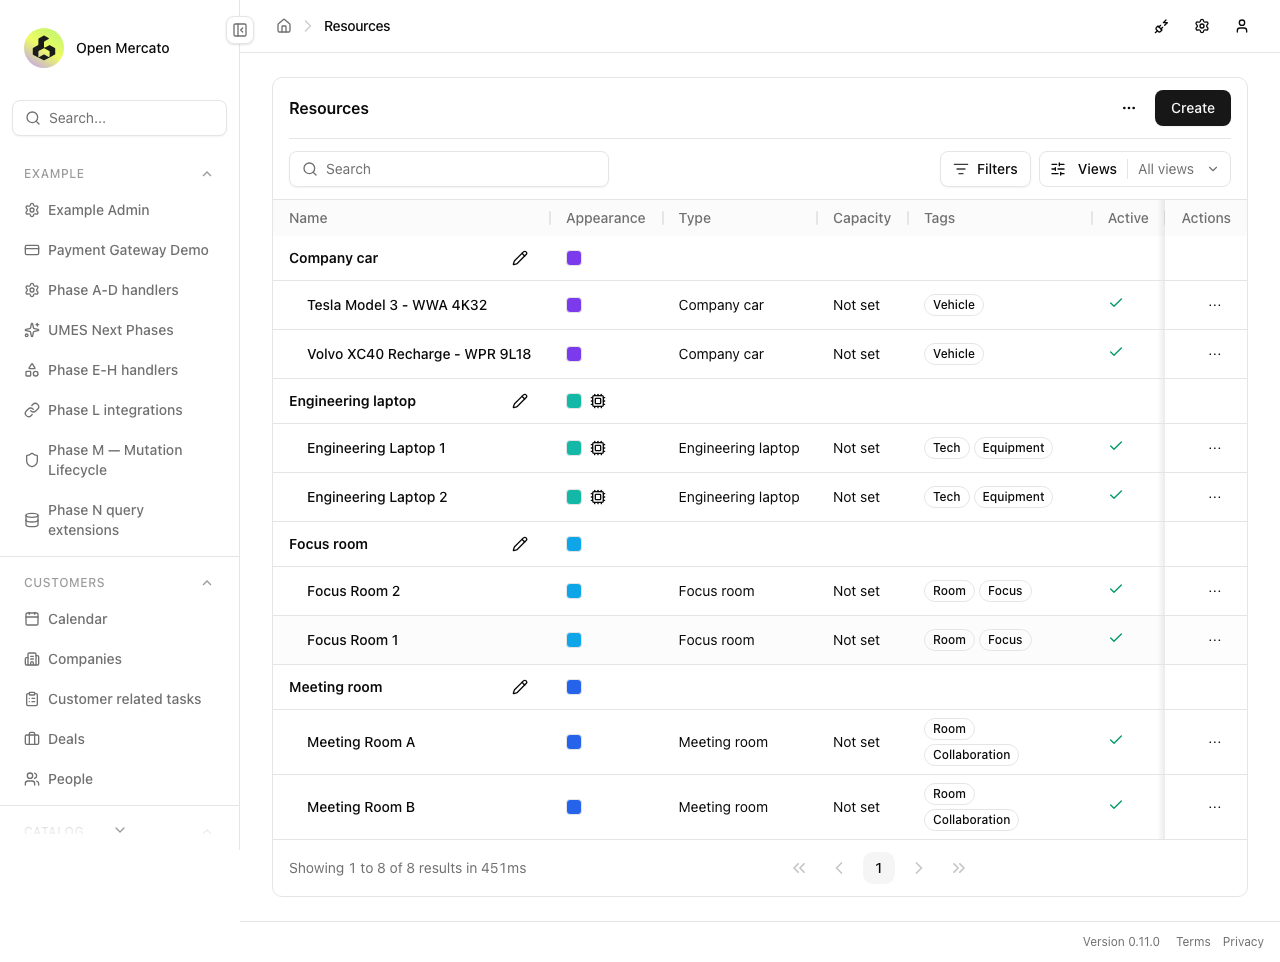 Open Mercato
Resources
Search...
EXAMPLE
Example Admin
Payment Gateway Demo
Phase A-D handlers
UMES Next Phases
Phase E-H handlers
Phase L integrations
Phase M — Mutation
Lifecycle
Phase N query
extensions
CUSTOMERS
Calendar
Companies
Customer related tasks
Deals
People
CATALOG
Resources
Create
Search
Filters
Views All views
Name Appearance Type Capacity Tags Active Actions
Company car
Tesla Model 3 - WWA 4K32 Company car Not set Vehicle
Volvo XC40 Recharge - WPR 9L18 Company car Not set Vehicle
Engineering laptop
Engineering Laptop 1 Engineering laptop Not set Tech Equipment
Engineering Laptop 2 Engineering laptop Not set Tech Equipment
Focus room
Focus Room 2 Focus room Not set Room Focus
Focus Room 1 Focus room Not set Room Focus
Meeting room
Meeting Room A Meeting room Not set Room
Collaboration
Meeting Room B Meeting room Not set Room
Collaboration
Showing 1 to 8 of 8 results in 451ms
1
Version 0.11.0 Terms Privacy